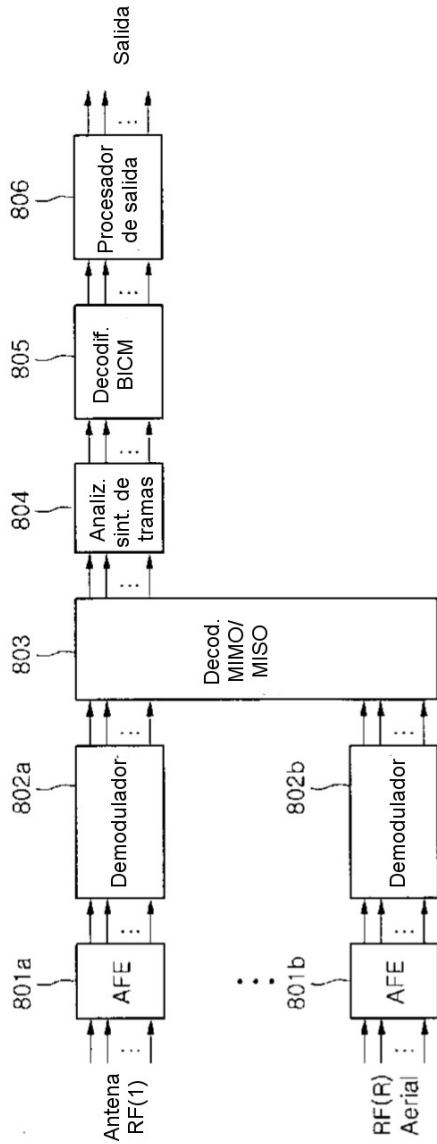 801a
802a
803
804
805
806
Antena
RF(1)
AFE
Demodulador
Decod.
MIMO/
MISO
Analiz.
sint. de
tramas
Decodif.
BICM
Procesador
de salida
Salida
801b
802b
RF(R)
Aerial
AFE
Demodulador